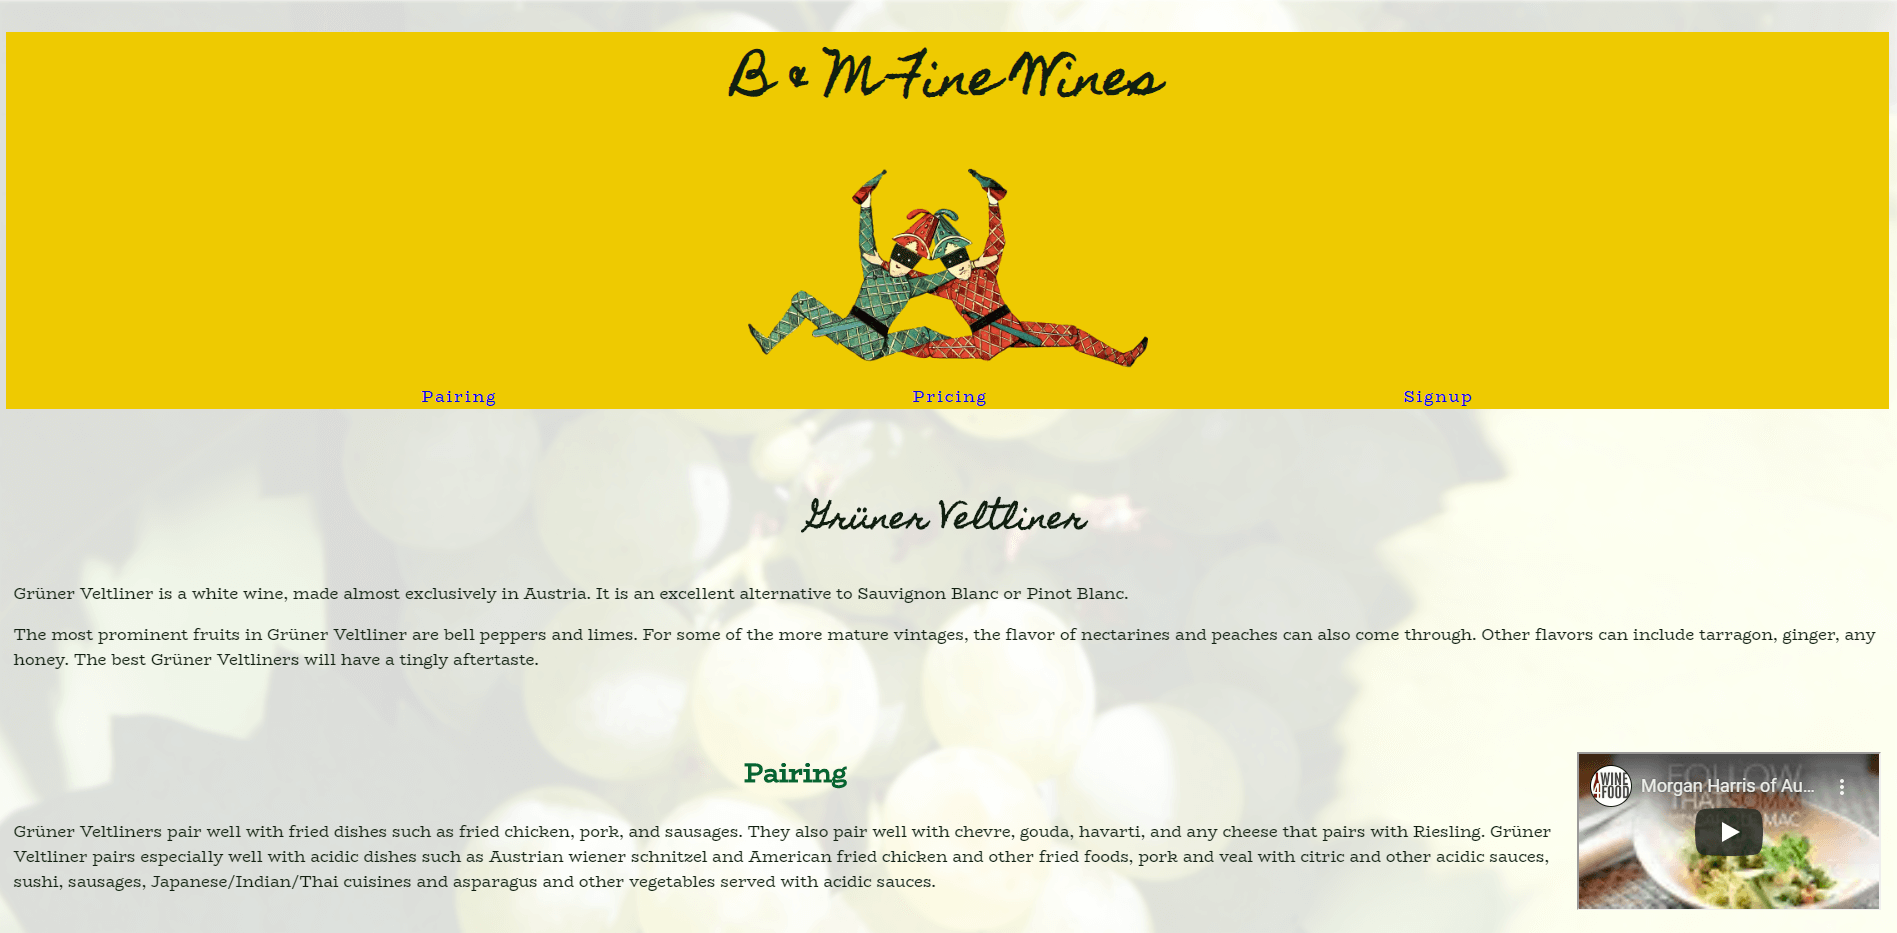 B & M Fine Wines
Pairing Pricing Signup
Grüner Veltliner
Grüner Veltliner is a white wine, made almost exclusively in Austria. It is an excellent alternative to Sauvignon Blanc or Pinot Blanc.
The most prominent fruits in Grüner Veltliner are bell peppers and limes. For some of the more mature vintages, the flavor of nectarines and peaches can also come through. Other flavors can include tarragon, ginger, any
honey. The best Grüner Veltliners will have a tingly aftertaste.
Pairing
Grüner Veltliners pair well with fried dishes such as fried chicken, pork, and sausages. They also pair well with chevre, gouda, havarti, and any cheese that pairs with Riesling. Grüner
Veltliner pairs especially well with acidic dishes such as Austrian wiener schnitzel and American fried chicken and other fried foods, pork and veal with citric and other acidic sauces,
sushi, sausages, Japanese/Indian/Thai cuisines and asparagus and other vegetables served with acidic sauces.
WINE
4FOOD
Morgan Harris of Au...
FOLLOW
THAT SOMM
MAC